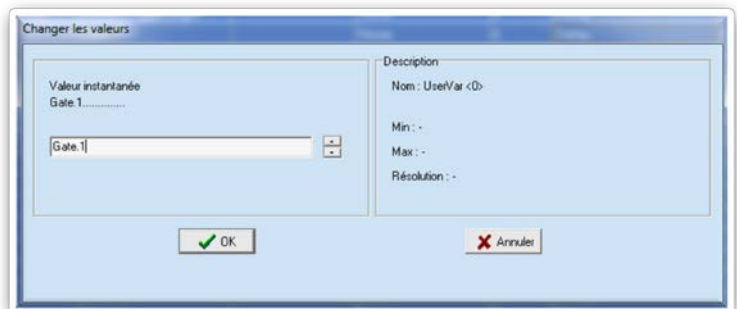 Changer les valeurs
Valeur instantanée
Gate.1..............
Gate.1
Description
Nom : UserVar <0>
Min : -
Max : -
Résolution : -
OK
Annuler